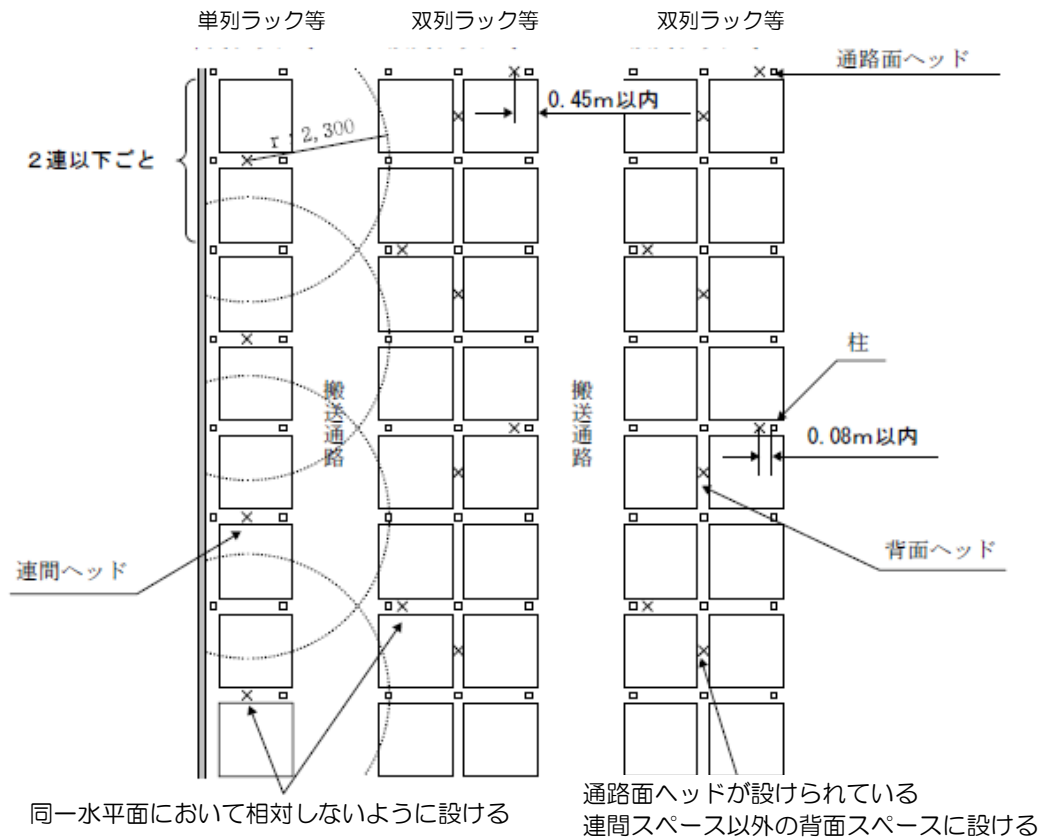 単列ラック等
双列ラック等
双列ラック等
通路面ヘッド
0.45m以内
r : 2,300
2連以下ごと
柱
搬送通路
搬送通路
0.08m以内
連間ヘッド
背面ヘッド
同一水平面において相対しないように設ける
通路面ヘッドが設けられている
連間スペース以外の背面スペースに設ける